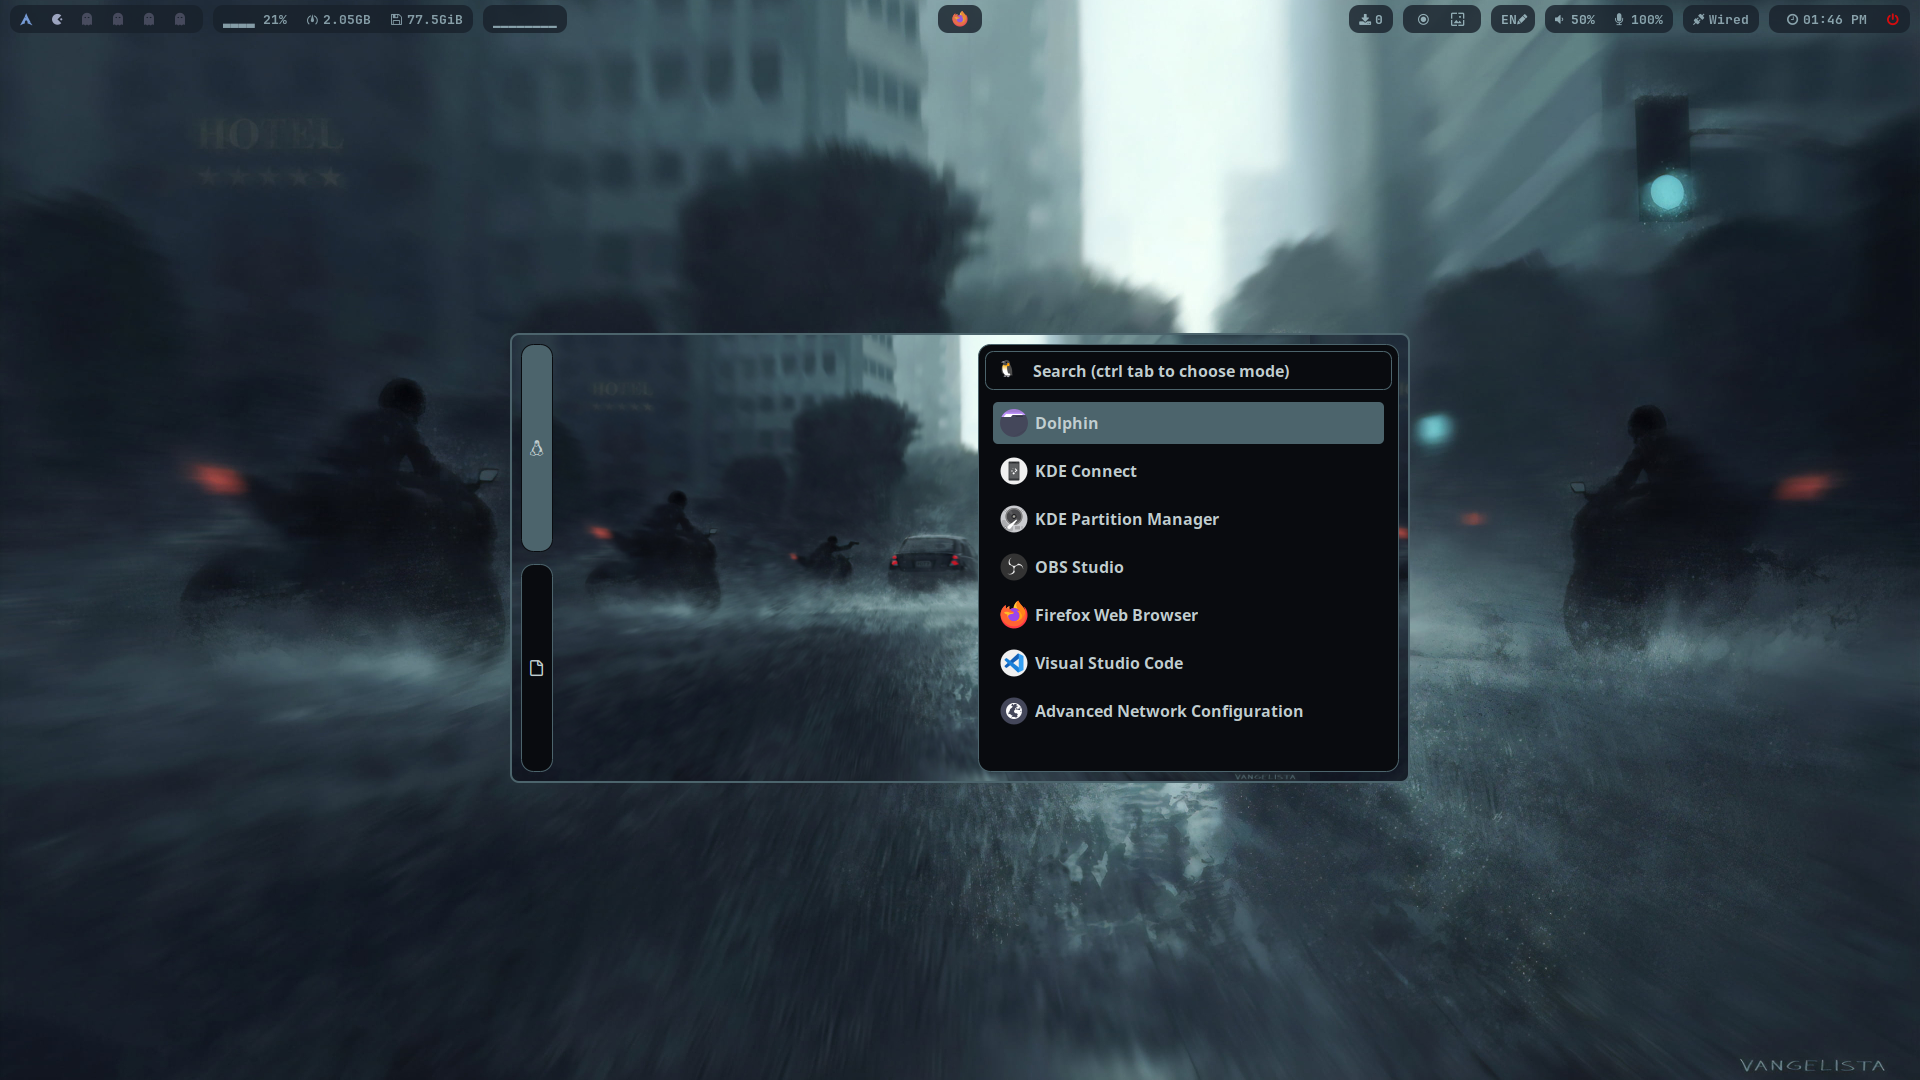 21% 2.05GB 77.5GiB 0 EN 50% 100% Wired 01:46 PM
HOTEL
HOTEL
Search (ctrl tab to choose mode)
Dolphin
KDE Connect
KDE Partition Manager
OBS Studio
Firefox Web Browser
Visual Studio Code
Advanced Network Configuration
VANGELISTA
VANGELISTA